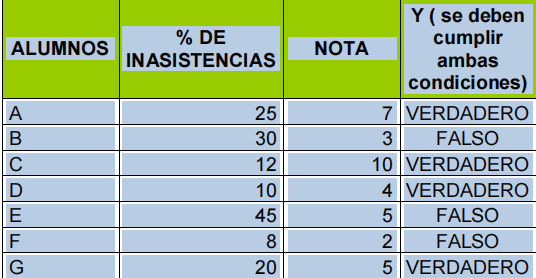 ALUMNOS
% DE
INASISTENCIAS
NOTA
Y ( se deben
cumplir
ambas
condiciones)
A 25 7 VERDADERO
B 30 3 FALSO
C 12 10 VERDADERO
D 10 4 VERDADERO
E 45 5 FALSO
F 8 2 FALSO
G 20 5 VERDADERO